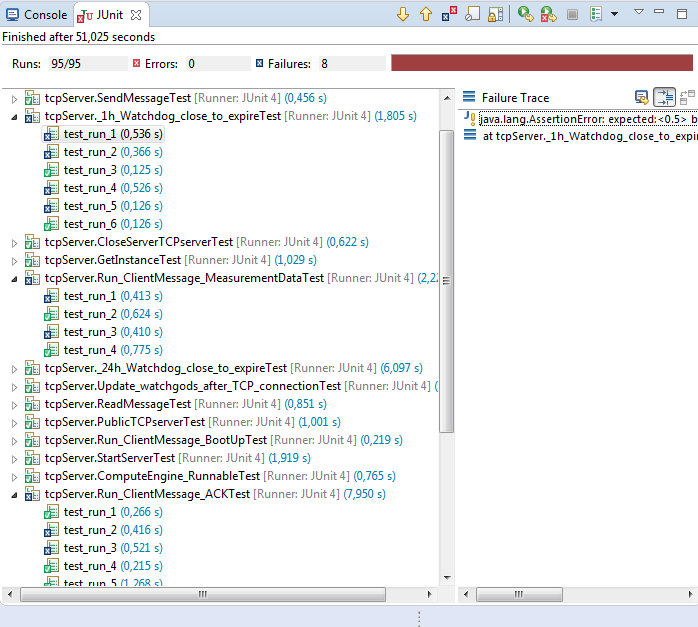 Console JUnit
Finished after 51,025 seconds
Runs: 95/95 Errors: 0 Failures: 8
tcpServer.SendMessageTest [Runner: JUnit 4] (0,456 s)
tcpServer._1h_Watchdog_close_to_expireTest [Runner: JUnit 4] (1,805 s)
test_run_1 (0,536 s)
test_run_2 (0,366 s)
test_run_3 (0,125 s)
test_run_4 (0,526 s)
test_run_5 (0,126 s)
test_run_6 (0,126 s)
tcpServer.CloseServerTCPserverTest [Runner: JUnit 4] (0,622 s)
tcpServer.GetInstanceTest [Runner: JUnit 4] (1,029 s)
tcpServer.Run_ClientMessage_MeasurementDataTest [Runner: JUnit 4] (2,22
test_run_1 (0,413 s)
test_run_2 (0,624 s)
test_run_3 (0,410 s)
test_run_4 (0,775 s)
tcpServer._24h_Watchdog_close_to_expireTest [Runner: JUnit 4] (6,097 s)
tcpServer.Update_watchgods_after_TCP_connectionTest [Runner: JUnit 4] (
tcpServer.ReadMessageTest [Runner: JUnit 4] (0,851 s)
tcpServer.PublicTCPserverTest [Runner: JUnit 4] (1,001 s)
tcpServer.Run_ClientMessage_BootUpTest [Runner: JUnit 4] (0,219 s)
tcpServer.StartServerTest [Runner: JUnit 4] (1,919 s)
tcpServer.ComputeEngine_RunnableTest [Runner: JUnit 4] (0,765 s)
tcpServer.Run_ClientMessage_ACKTest [Runner: JUnit 4] (7,950 s)
test_run_1 (0,266 s)
test_run_2 (0,416 s)
test_run_3 (0,521 s)
test_run_4 (0,215 s)
test_run_5 (1,268 s)
Failure Trace
java.lang.AssertionError: expected:<0.5> b
at tcpServer._1h_Watchdog_close_to_expir